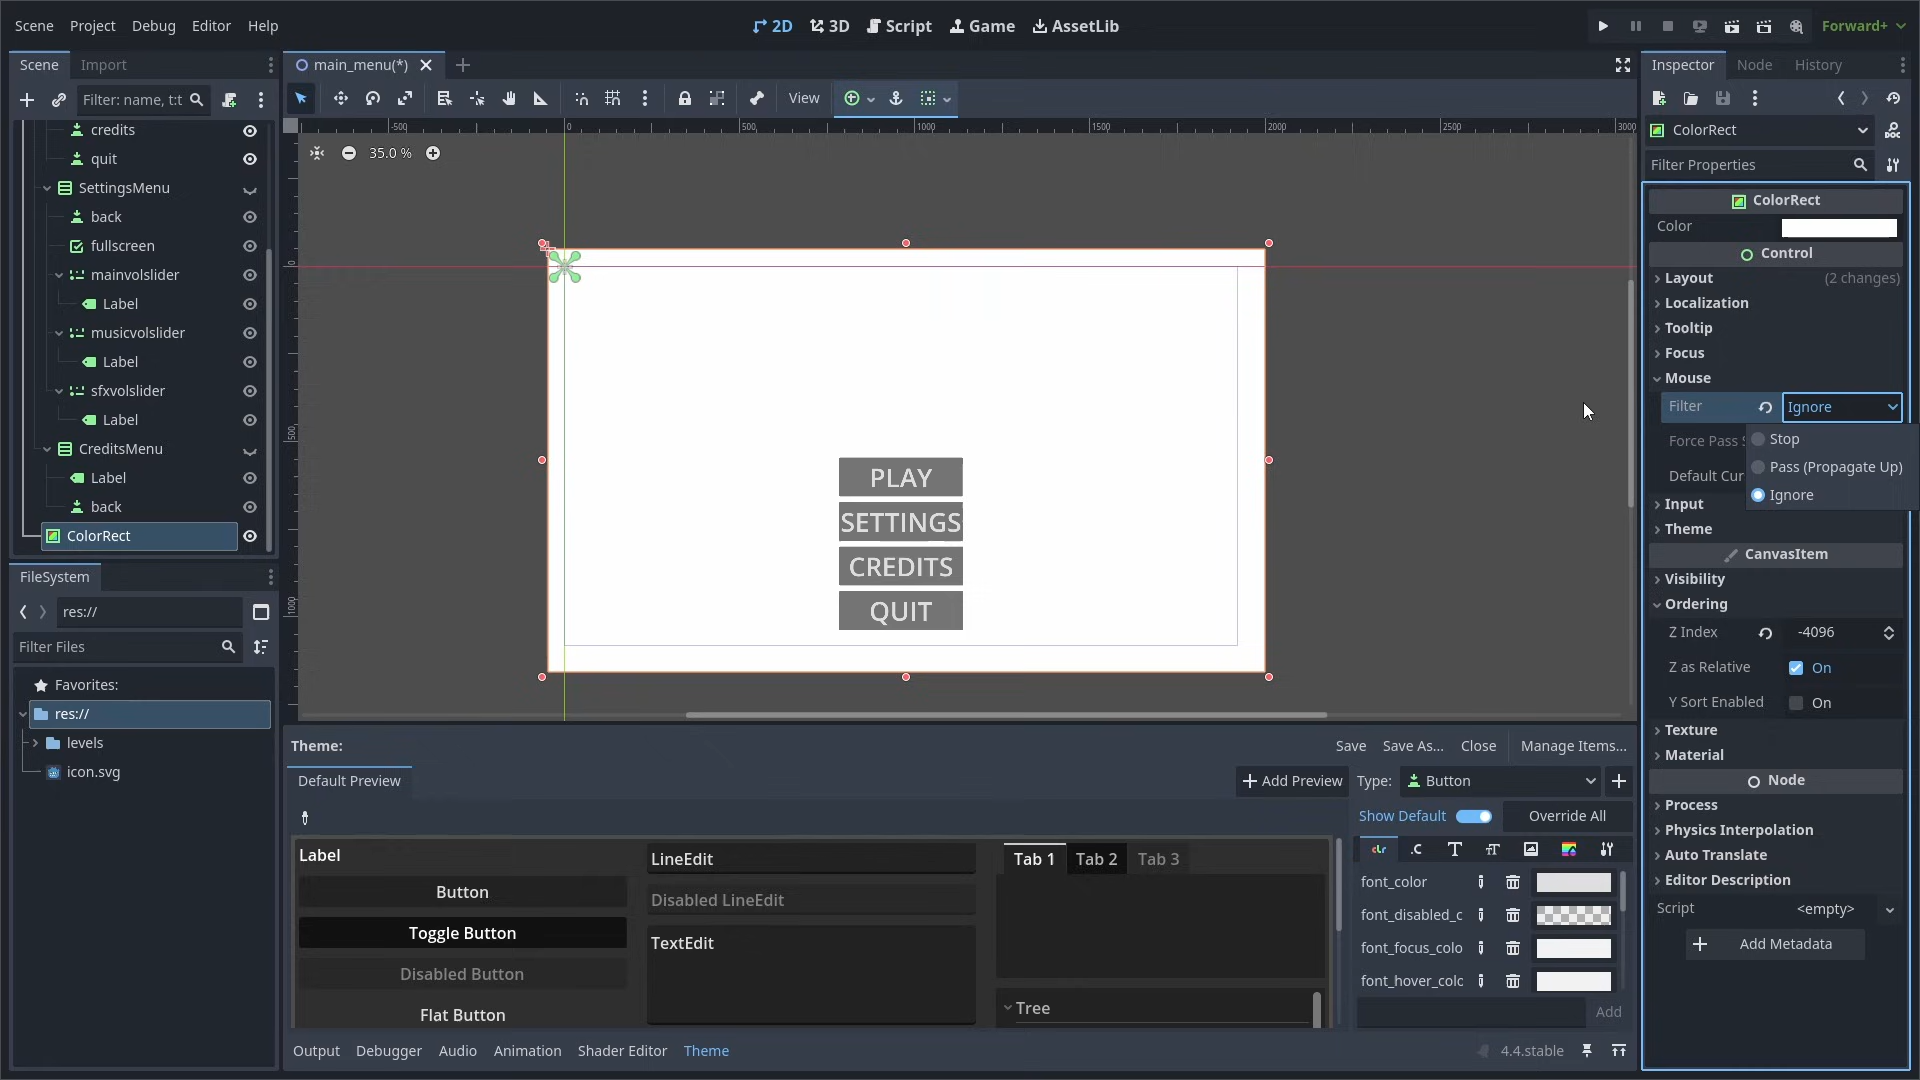 Scene Project Debug Editor Help
2D 3D Script Game AssetLib
Forward+
Scene Import
Filter: name, t:t
credits
quit
SettingsMenu
back
fullscreen
mainvolslider
Label
musicvolslider
Label
sfxvolslider
Label
CreditsMenu
Label
back
ColorRect
FileSystem
res://
Filter Files
Favorites:
res://
levels
icon.svg
main_menu(*)
View
-500 0 500 1000 1500 2000 2500 3000
35.0 %
0
500
1000
PLAY
SETTINGS
CREDITS
QUIT
Theme:
Save Save As... Close Manage Items...
Default Preview
Add Preview
Type: Button
Show Default Override All
Label
Button
Toggle Button
Disabled Button
Flat Button
LineEdit
Disabled LineEdit
TextEdit
Tab 1 Tab 2 Tab 3
Tree
font_color
font_disabled_c
font_focus_colo
font_hover_colc
Add
Output Debugger Audio Animation Shader Editor Theme
4.4.stable
Inspector Node History
ColorRect
Filter Properties
ColorRect
Color
Control
Layout (2 changes)
Localization
Tooltip
Focus
Mouse
Filter Ignore
Force Pass S
Default Cur
Stop
Pass (Propagate Up)
Ignore
Input
Theme
CanvasItem
Visibility
Ordering
Z Index -4096
Z as Relative On
Y Sort Enabled On
Texture
Material
Node
Process
Physics Interpolation
Auto Translate
Editor Description
Script <empty>
Add Metadata